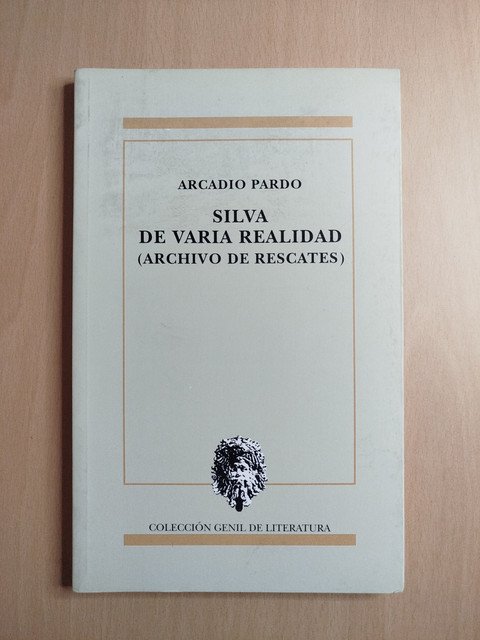 ARCADIO PARDO
SILVA
DE VARIA REALIDAD
(ARCHIVO DE RESCATES)
COLECCIÓN GENIL DE LITERATURA